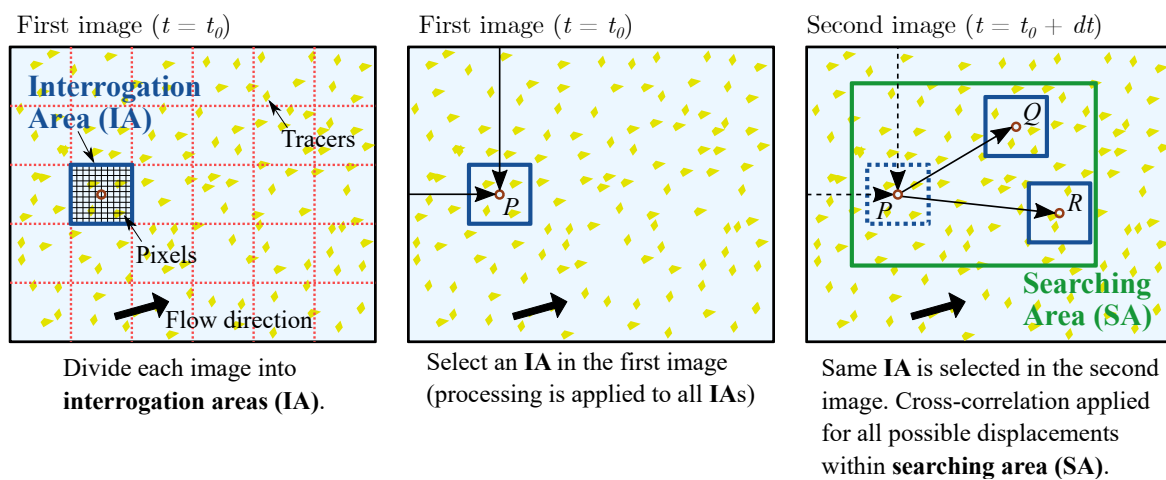 First image (t = t₀)
Interrogation
Area (IA)
Tracers
Pixels
Flow direction
Divide each image into
interrogation areas (IA).
First image (t = t₀)
P
Select an IA in the first image
(processing is applied to all IAs)
Second image (t = t₀ + dt)
Q
P
R
Searching
Area (SA)
Same IA is selected in the second
image. Cross-correlation applied
for all possible displacements
within searching area (SA).